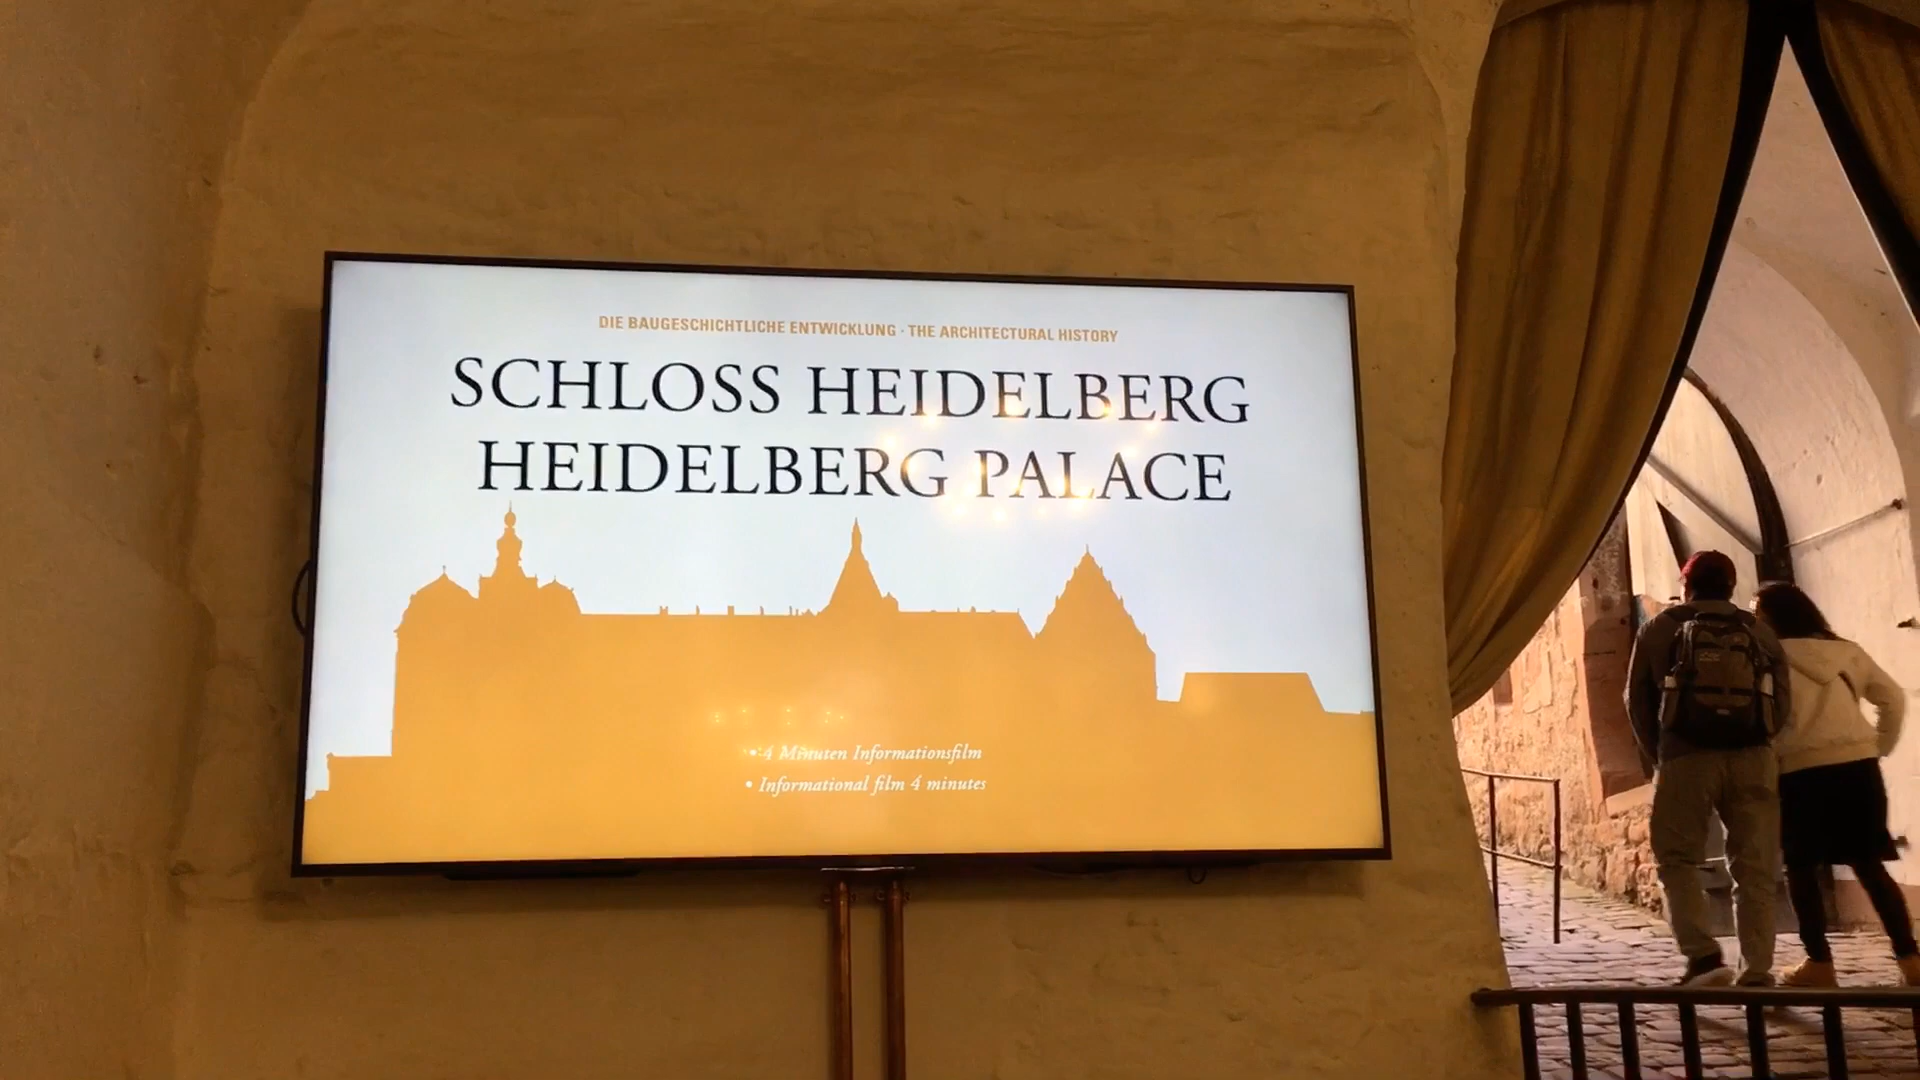 DIE BAUGESCHICHTLICHE ENTWICKLUNG · THE ARCHITECTURAL HISTORY
SCHLOSS HEIDELBERG
HEIDELBERG PALACE
• 4 Minuten Informationsfilm
• Informational film 4 minutes